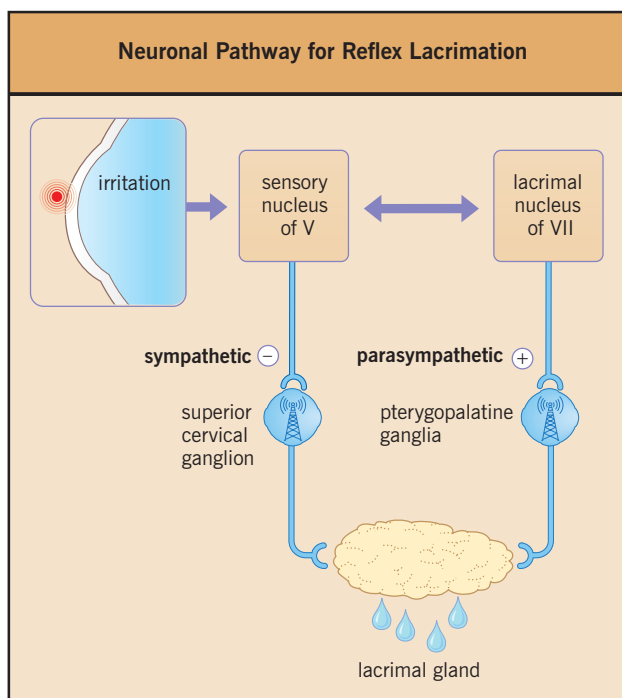 Neuronal Pathway for Reflex Lacrimation
irritation
sensory
nucleus
of V
lacrimal
nucleus
of VII
sympathetic −
parasympathetic +
superior
cervical
ganglion
pterygopalatine
ganglia
lacrimal gland